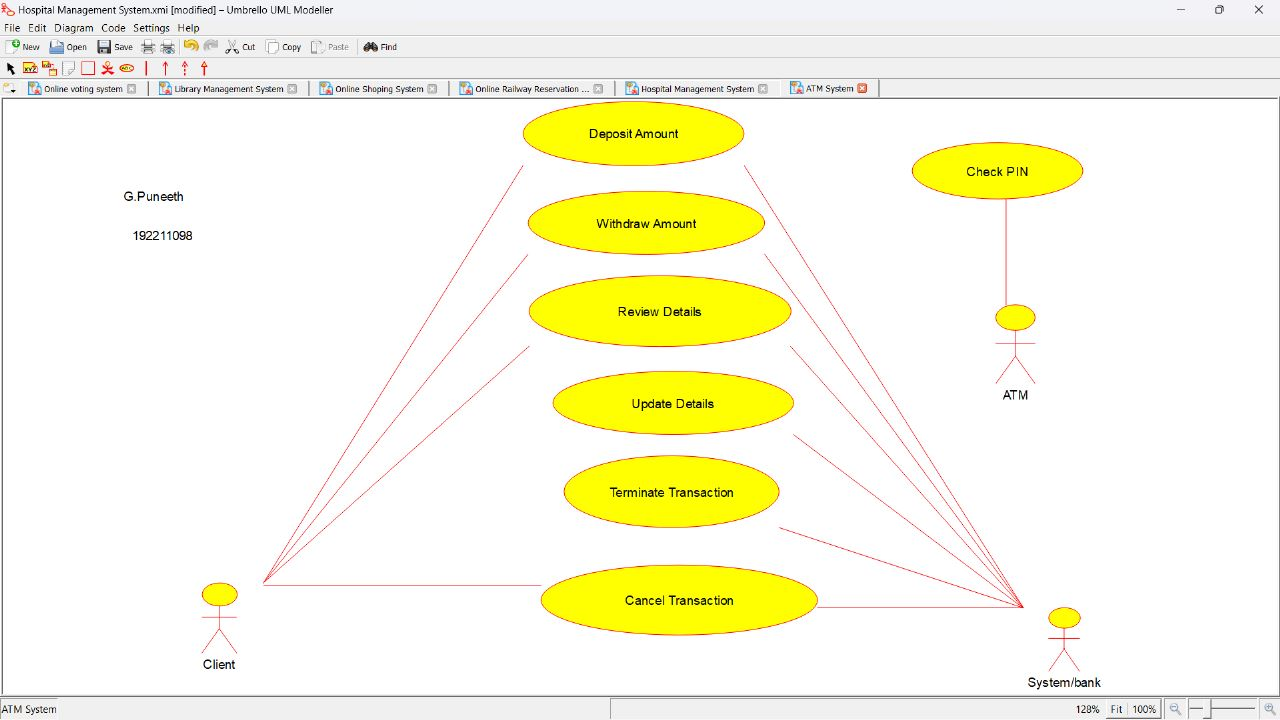 Hospital Management System.xmi [modified] – Umbrello UML Modeller
File Edit Diagram Code Settings Help
New Open Save Cut Copy Paste Find
XYZ
Online voting system Library Management System Online Shoping System Online Railway Reservation ... Hospital Management System ATM System
Deposit Amount
Check PIN
G.Puneeth
Withdraw Amount
192211098
Review Details
ATM
Update Details
Terminate Transaction
Cancel Transaction
Client
System/bank
ATM System 128% Fit 100%